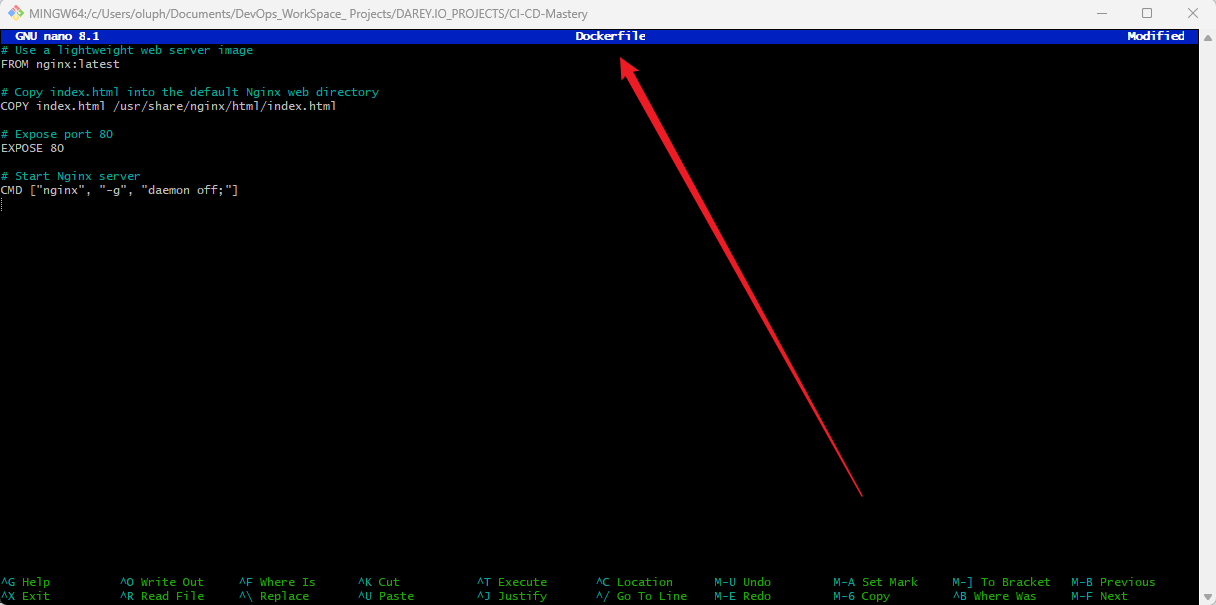 MINGW64:/c/Users/oluph/Documents/DevOps_WorkSpace_ Projects/DAREY.IO_PROJECTS/CI-CD-Mastery
GNU nano 8.1 Dockerfile Modified
# Use a lightweight web server image
FROM nginx:latest
# Copy index.html into the default Nginx web directory
COPY index.html /usr/share/nginx/html/index.html
# Expose port 80
EXPOSE 80
# Start Nginx server
CMD ["nginx", "-g", "daemon off;"]
^G Help ^O Write Out ^F Where Is ^K Cut ^T Execute ^C Location M-U Undo M-A Set Mark M-] To Bracket M-B Previous
^X Exit ^R Read File ^\ Replace ^U Paste ^J Justify ^/ Go To Line M-E Redo M-6 Copy ^B Where Was M-F Next